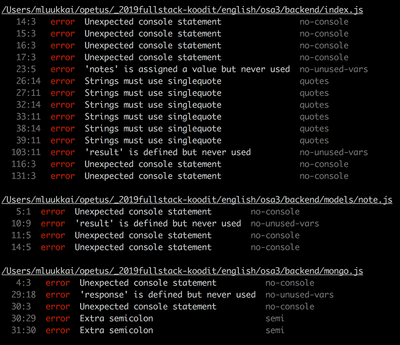 /Users/mluukkai/opetus/_2019fullstack-koodit/english/osa3/backend/index.js
14:3 error Unexpected console statement no-console
15:3 error Unexpected console statement no-console
16:3 error Unexpected console statement no-console
17:3 error Unexpected console statement no-console
23:5 error 'notes' is assigned a value but never used no-unused-vars
26:14 error Strings must use singlequote quotes
27:11 error Strings must use singlequote quotes
32:14 error Strings must use singlequote quotes
33:11 error Strings must use singlequote quotes
38:14 error Strings must use singlequote quotes
39:11 error Strings must use singlequote quotes
103:11 error 'result' is defined but never used no-unused-vars
116:3 error Unexpected console statement no-console
131:3 error Unexpected console statement no-console
/Users/mluukkai/opetus/_2019fullstack-koodit/english/osa3/backend/models/note.js
5:1 error Unexpected console statement no-console
10:9 error 'result' is defined but never used no-unused-vars
11:5 error Unexpected console statement no-console
14:5 error Unexpected console statement no-console
/Users/mluukkai/opetus/_2019fullstack-koodit/english/osa3/backend/mongo.js
4:3 error Unexpected console statement no-console
29:18 error 'response' is defined but never used no-unused-vars
30:3 error Unexpected console statement no-console
30:29 error Extra semicolon semi
31:30 error Extra semicolon semi